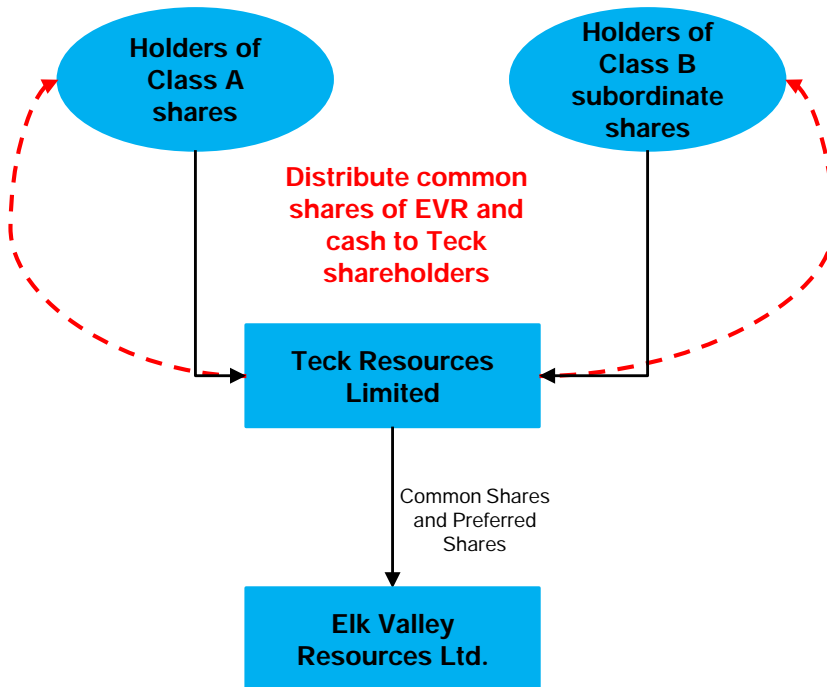 Holders of
Class A
shares
Holders of
Class B
subordinate
shares
Distribute common
shares of EVR and
cash to Teck
shareholders
Teck Resources
Limited
Common Shares
and Preferred
Shares
Elk Valley
Resources Ltd.